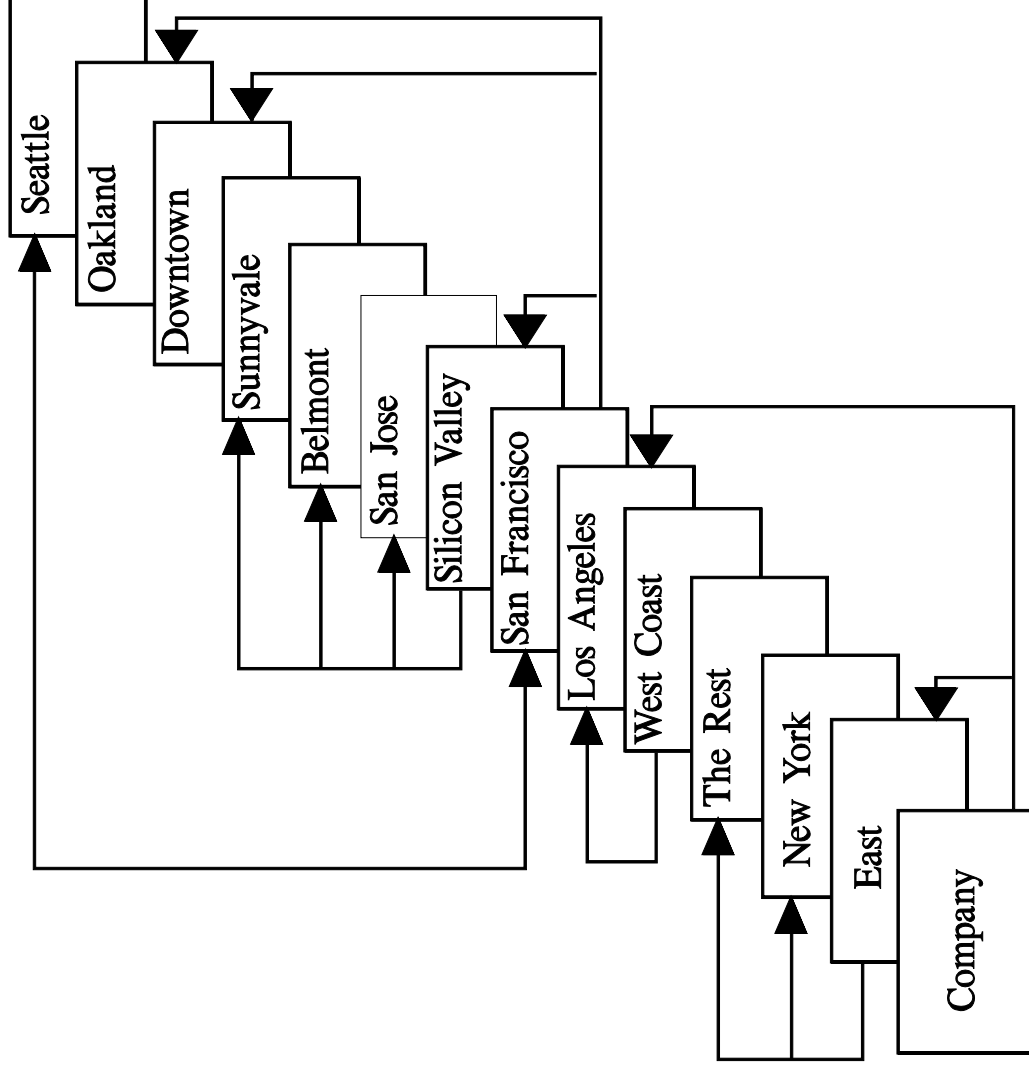 Seattle
Oakland
Downtown
Sunnyvale
Belmont
San Jose
Silicon Valley
San Francisco
Los Angeles
West Coast
The Rest
New York
East
Company